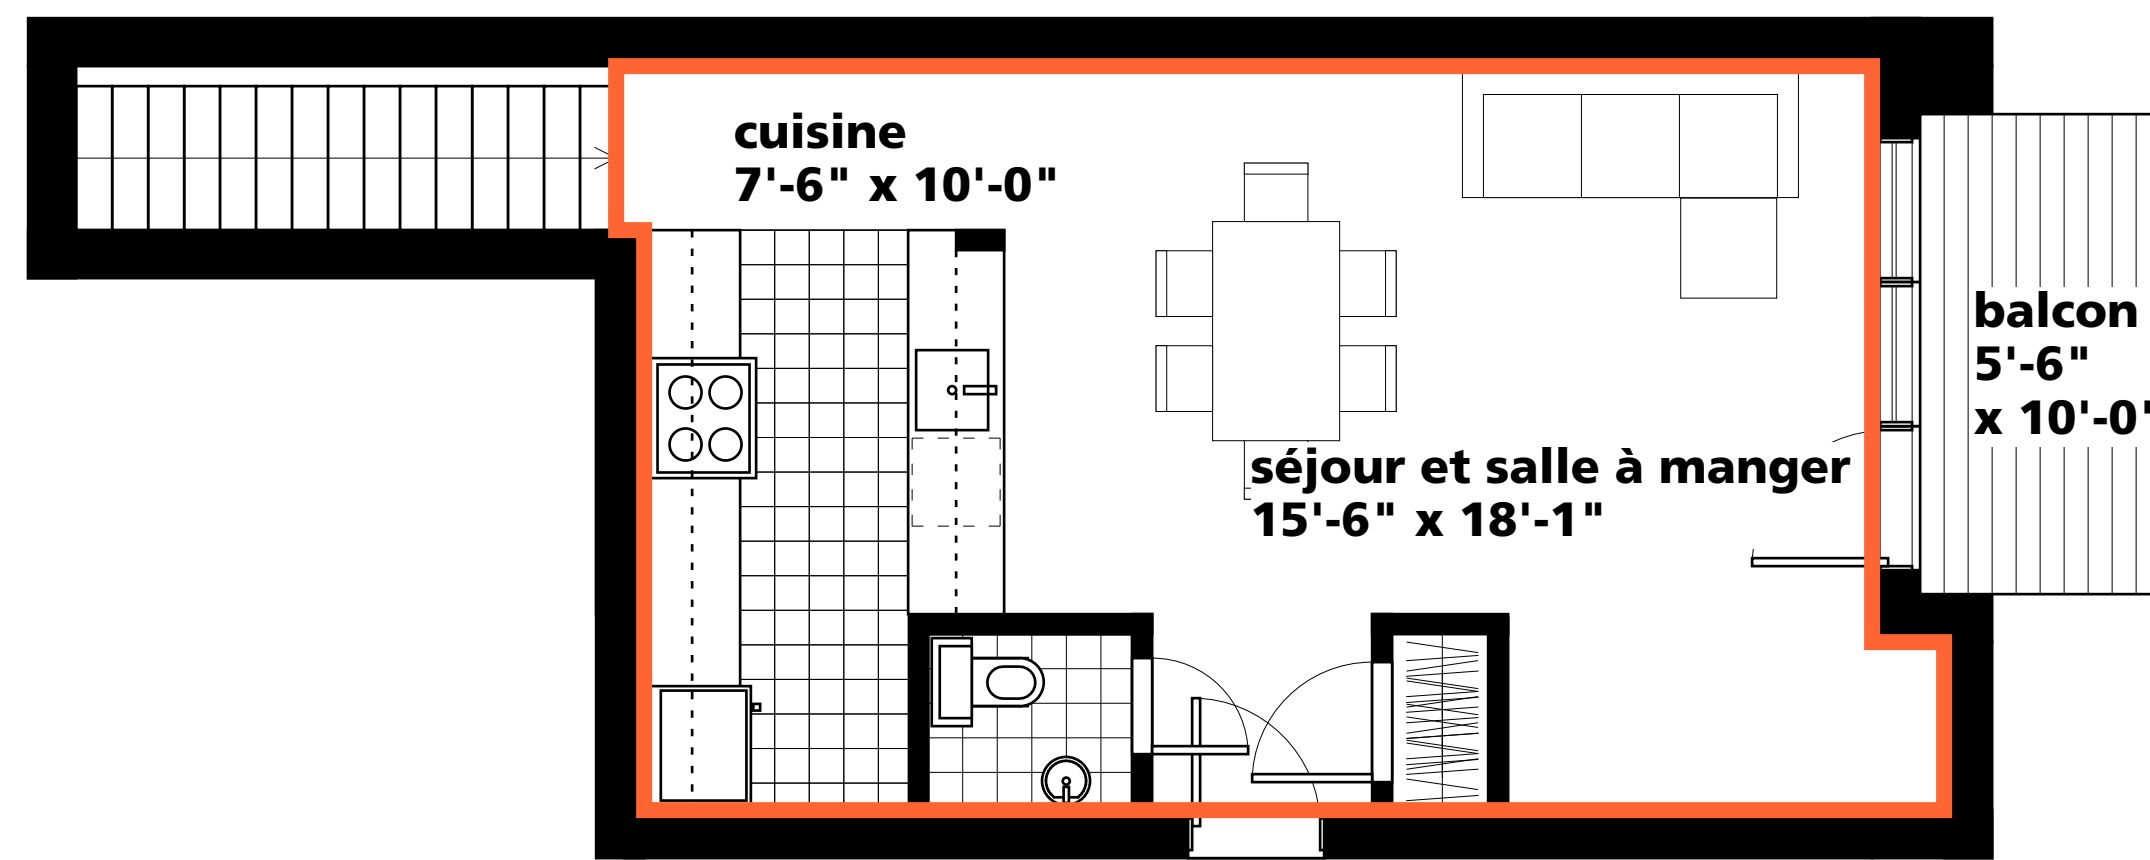 cuisine
7'-6" x 10'-0"
séjour et salle à manger
15'-6" x 18'-1"
balcon
5'-6"
x 10'-0'